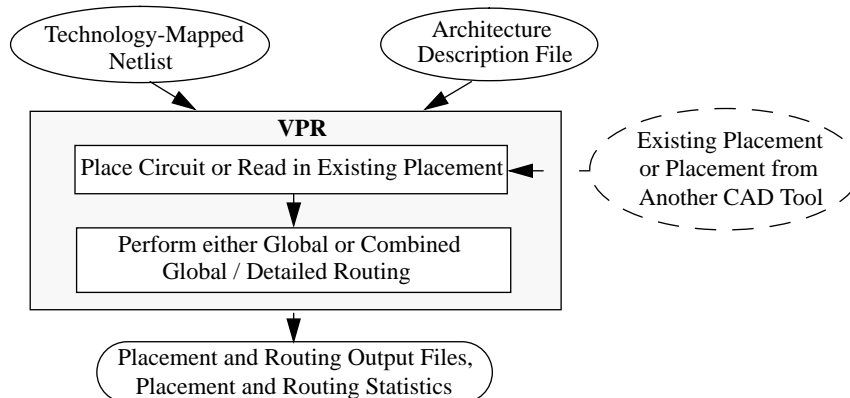 Technology-Mapped
Netlist
Architecture
Description File
VPR
Place Circuit or Read in Existing Placement
Existing Placement
or Placement from
Another CAD Tool
Perform either Global or Combined
Global / Detailed Routing
Placement and Routing Output Files,
Placement and Routing Statistics